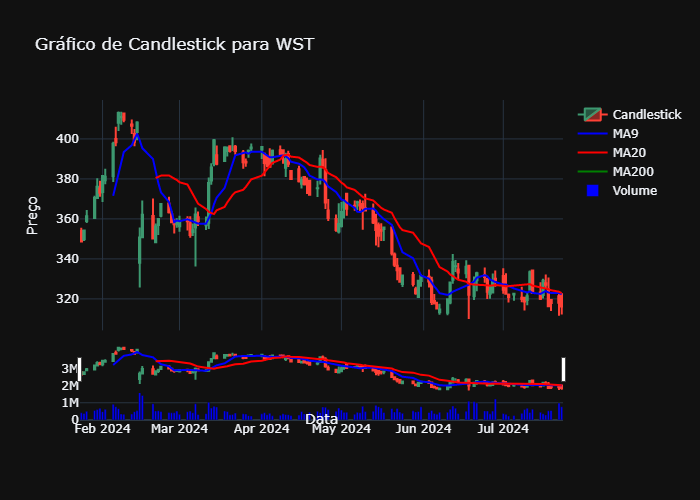 Gráfico de Candlestick para WST
Candlestick
MA9
MA20
MA200
Volume
Preço
400
380
360
340
320
3M
2M
1M
0
Data
Feb 2024
Mar 2024
Apr 2024
May 2024
Jun 2024
Jul 2024